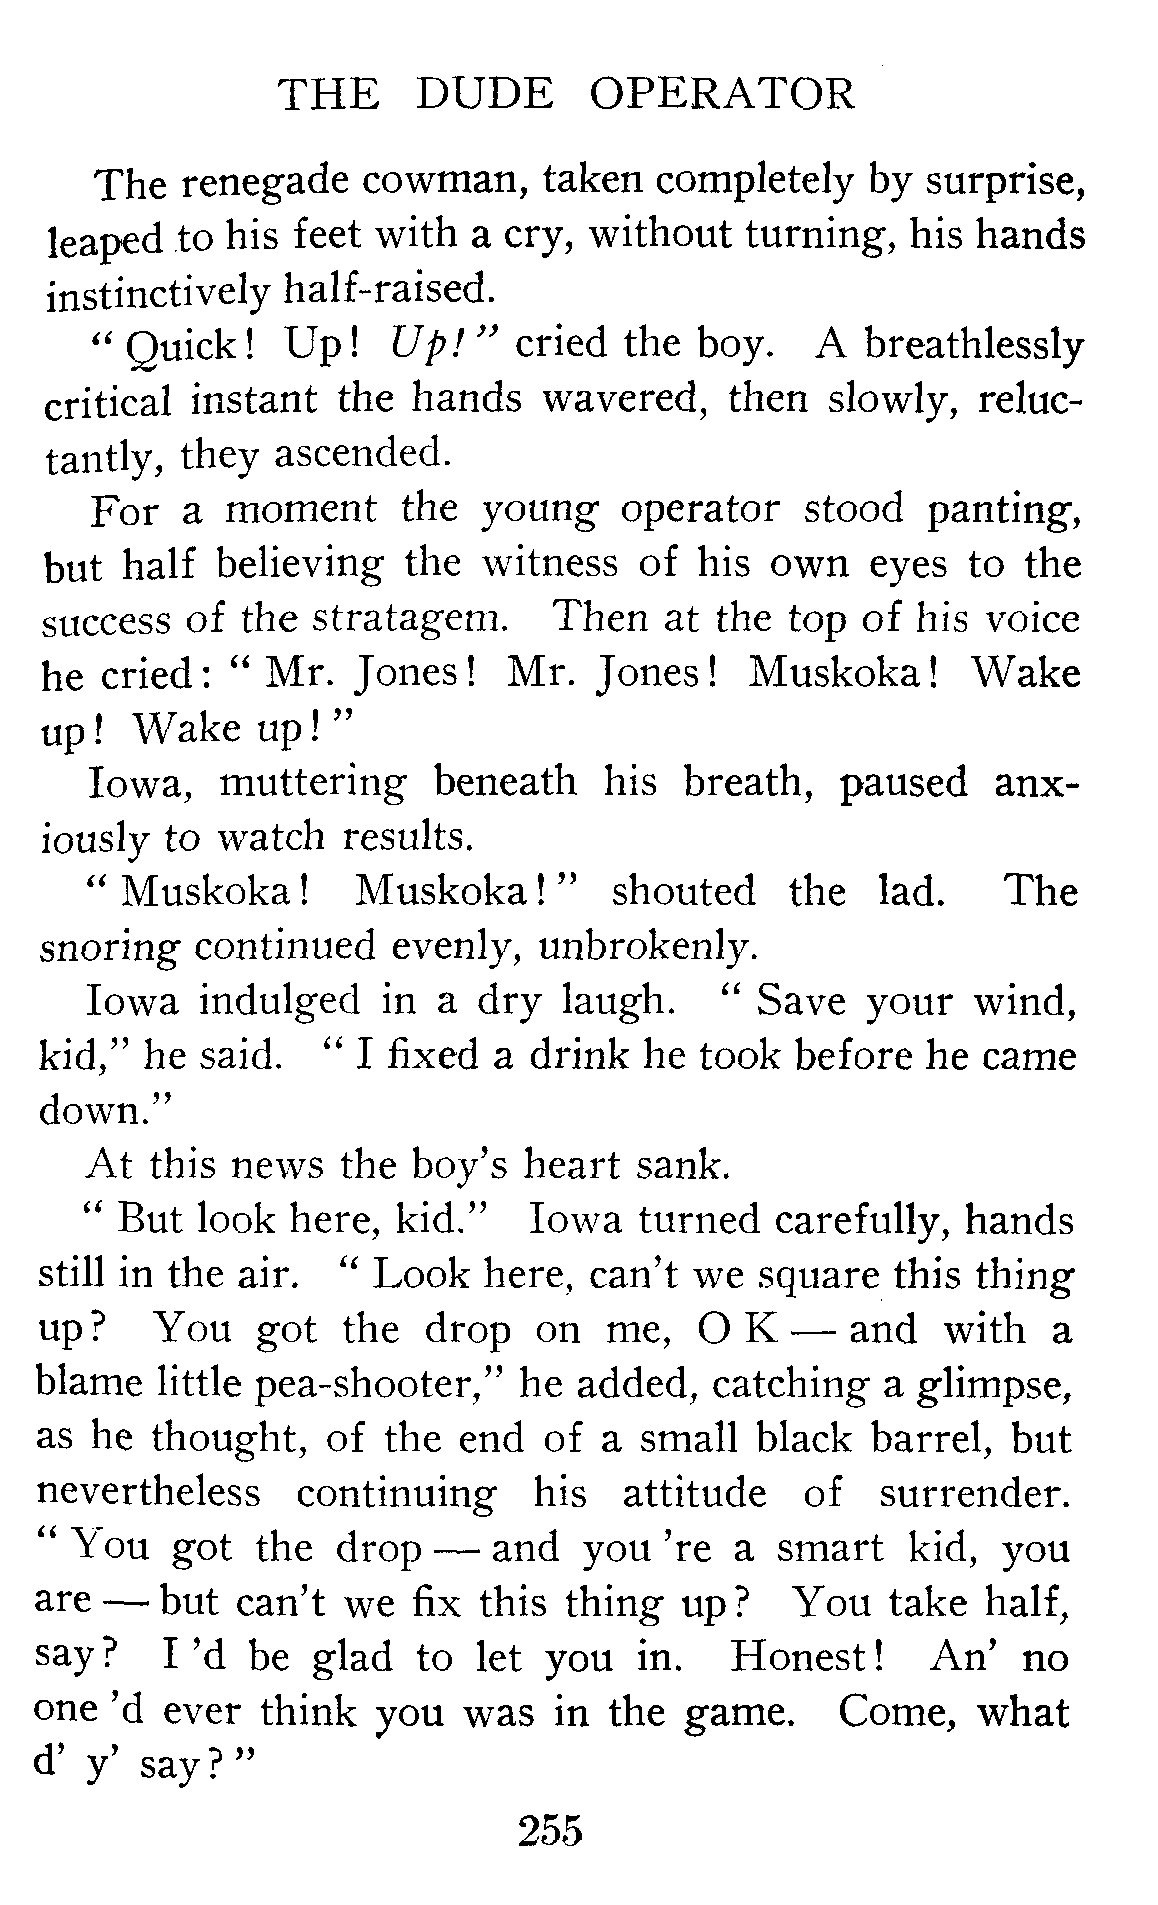 THE DUDE OPERATOR
The renegade cowman, taken completely by surprise,
leaped to his feet with a cry, without turning, his hands
instinctively half-raised.
“ Quick! Up! Up! ” cried the boy. A breathlessly
critical instant the hands wavered, then slowly, reluc-
tantly, they ascended.
For a moment the young operator stood panting,
but half believing the witness of his own eyes to the
success of the stratagem. Then at the top of his voice
he cried: “ Mr. Jones! Mr. Jones! Muskoka! Wake
up! Wake up! ”
Iowa, muttering beneath his breath, paused anx-
iously to watch results.
“ Muskoka! Muskoka! ” shouted the lad. The
snoring continued evenly, unbrokenly.
Iowa indulged in a dry laugh. “ Save your wind,
kid,” he said. “ I fixed a drink he took before he came
down.”
At this news the boy's heart sank.
“ But look here, kid.” Iowa turned carefully, hands
still in the air. “ Look here, can't we square this thing
up? You got the drop on me, O K — and with a
blame little pea-shooter,” he added, catching a glimpse,
as he thought, of the end of a small black barrel, but
nevertheless continuing his attitude of surrender.
“ You got the drop — and you 're a smart kid, you
are — but can't we fix this thing up? You take half,
say? I 'd be glad to let you in. Honest! An' no
one 'd ever think you was in the game. Come, what
d' y' say? ”
255